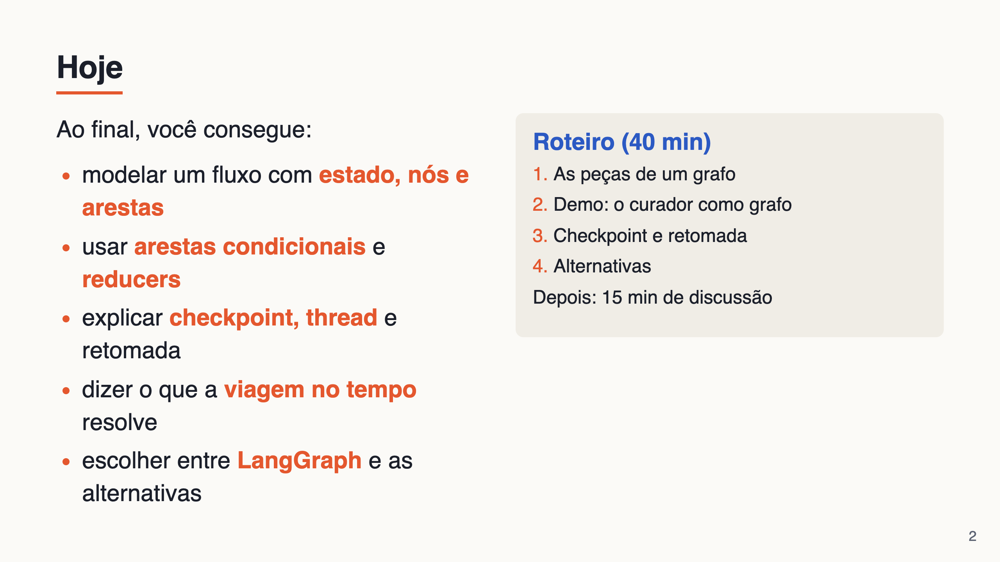 Hoje
Ao final, você consegue:
• modelar um fluxo com estado, nós e
arestas
• usar arestas condicionais e
reducers
• explicar checkpoint, thread e
retomada
• dizer o que a viagem no tempo
resolve
• escolher entre LangGraph e as
alternativas
Roteiro (40 min)
1. As peças de um grafo
2. Demo: o curador como grafo
3. Checkpoint e retomada
4. Alternativas
Depois: 15 min de discussão
2